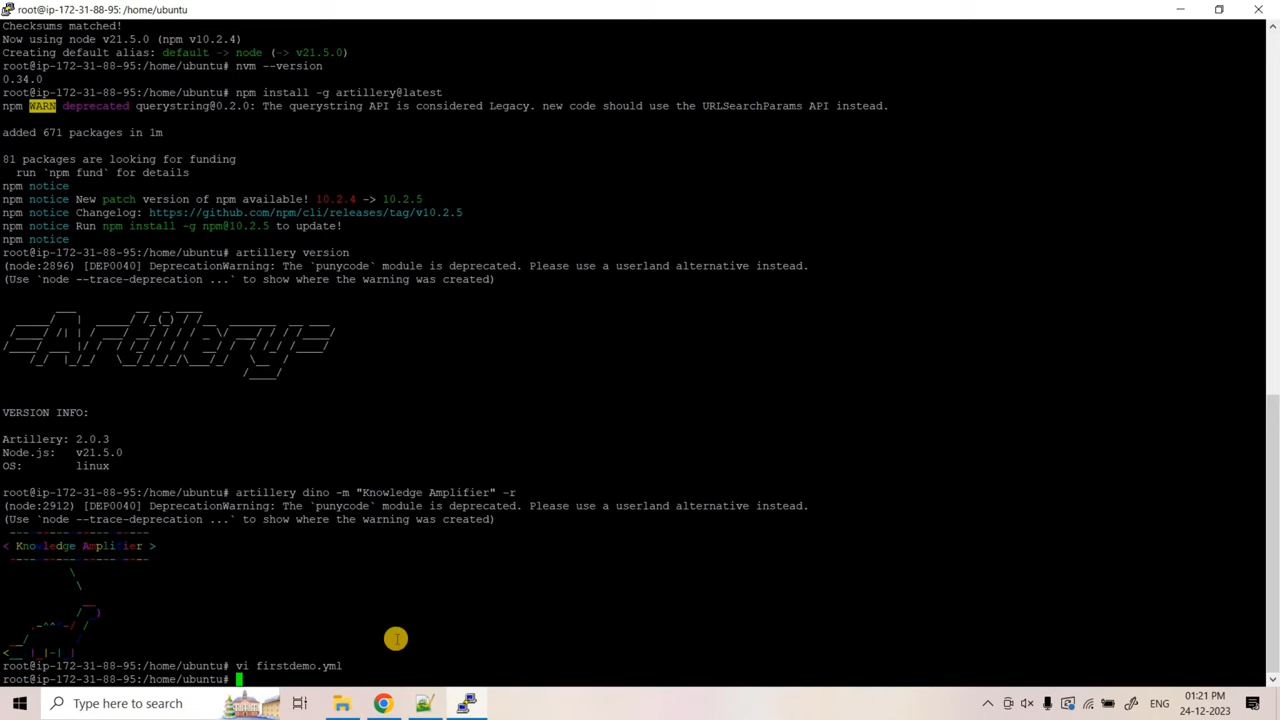 root@ip-172-31-88-95: /home/ubuntu
Checksums matched!
Now using node v21.5.0 (npm v10.2.4)
Creating default alias: default -> node (-> v21.5.0)
root@ip-172-31-88-95:/home/ubuntu# nvm --version
0.34.0
root@ip-172-31-88-95:/home/ubuntu# npm install -g artillery@latest
npm WARN deprecated querystring@0.2.0: The querystring API is considered Legacy. new code should use the URLSearchParams API instead.
added 671 packages in 1m
81 packages are looking for funding
run `npm fund` for details
npm notice
npm notice New patch version of npm available! 10.2.4 -> 10.2.5
npm notice Changelog: https://github.com/npm/cli/releases/tag/v10.2.5
npm notice Run npm install -g npm@10.2.5 to update!
npm notice
root@ip-172-31-88-95:/home/ubuntu# artillery version
(node:2896) [DEP0040] DeprecationWarning: The `punycode` module is deprecated. Please use a userland alternative instead.
(Use `node --trace-deprecation ...` to show where the warning was created)
Artillery
VERSION INFO:
Artillery: 2.0.3
Node.js: v21.5.0
OS: linux
root@ip-172-31-88-95:/home/ubuntu# artillery dino -m "Knowledge Amplifier" -r
(node:2912) [DEP0040] DeprecationWarning: The `punycode` module is deprecated. Please use a userland alternative instead.
(Use `node --trace-deprecation ...` to show where the warning was created)
< Knowledge Amplifier >
root@ip-172-31-88-95:/home/ubuntu# vi firstdemo.yml
root@ip-172-31-88-95:/home/ubuntu#
Type here to search
ENG
01:21 PM
24-12-2023